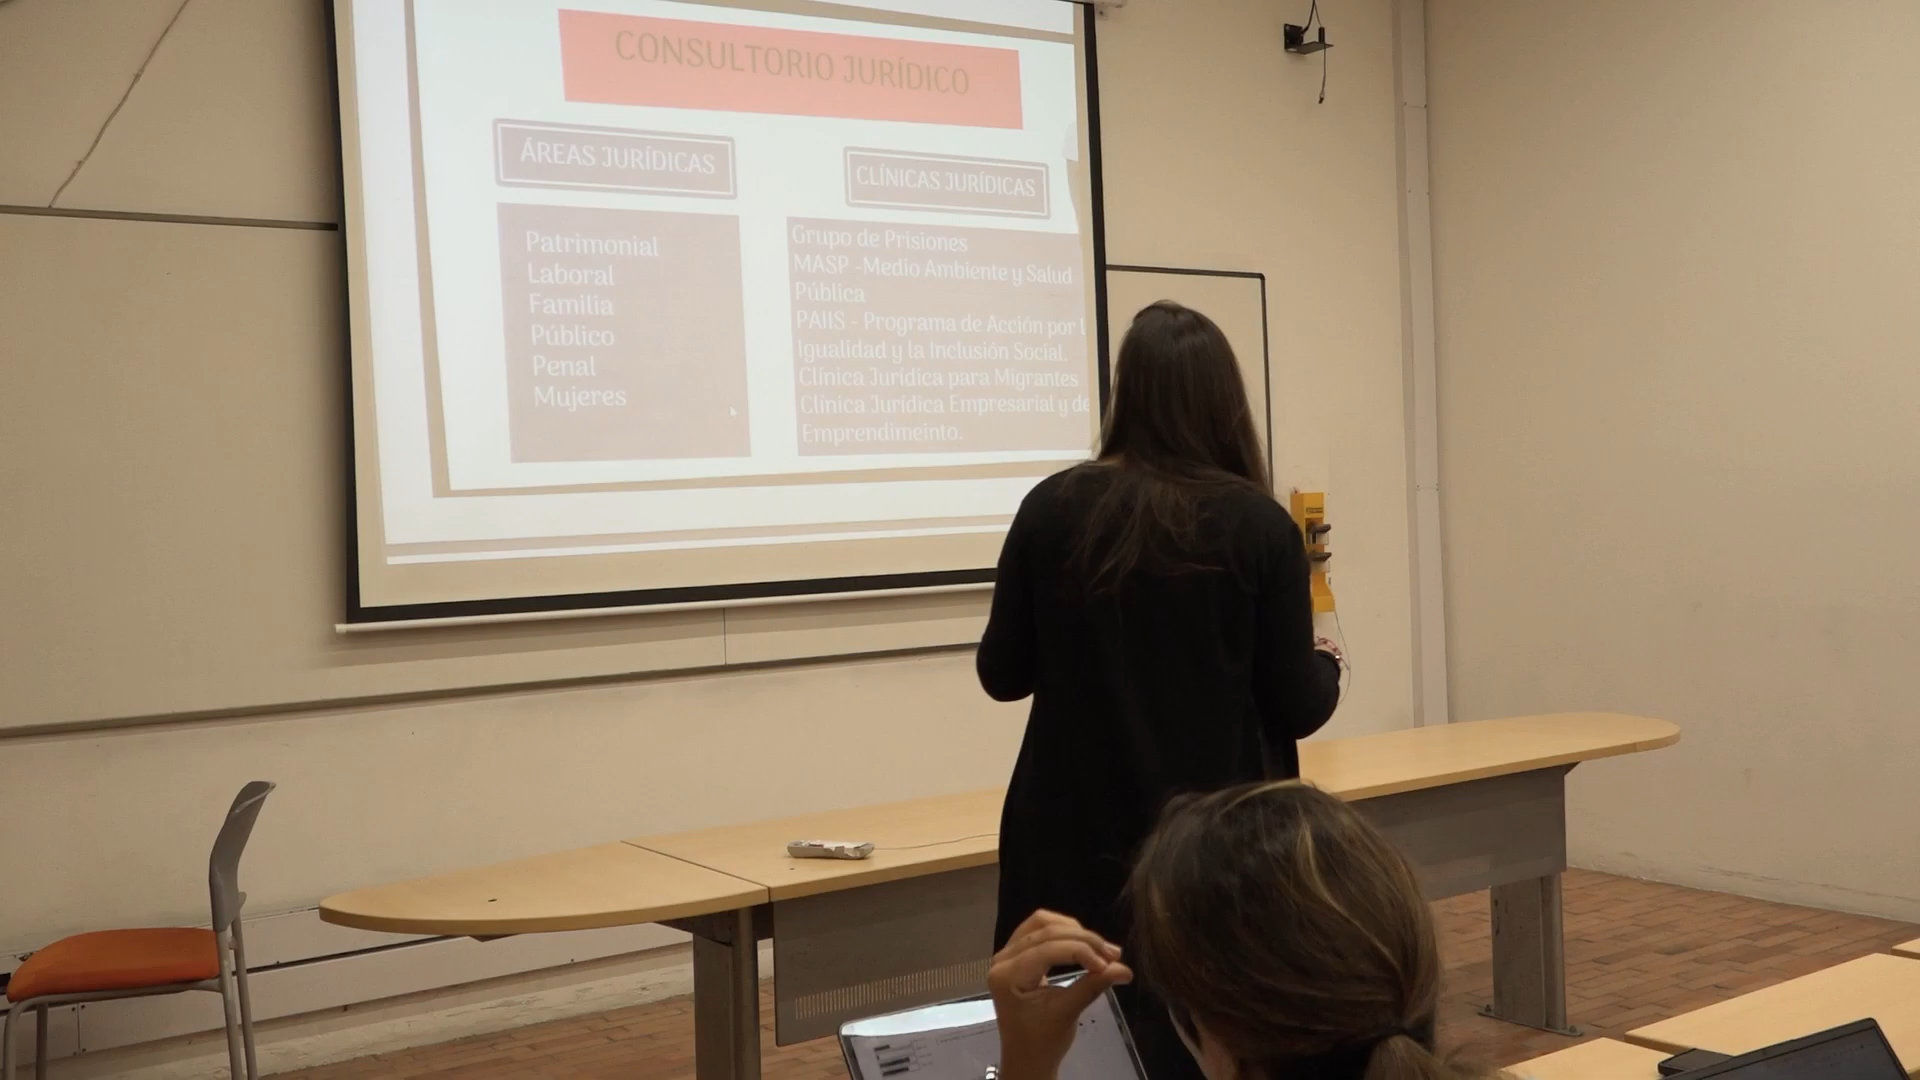 CONSULTORIO JURÍDICO
ÁREAS JURÍDICAS
Patrimonial
Laboral
Familia
Público
Penal
Mujeres
CLÍNICAS JURÍDICAS
Grupo de Prisiones
MASP -Medio Ambiente y Salud
Pública
PAIIS - Programa de Acción por l
Igualidad y la Inclusión Social.
Clínica Jurídica para Migrantes
Clínica Jurídica Empresarial y de
Emprendimeinto.